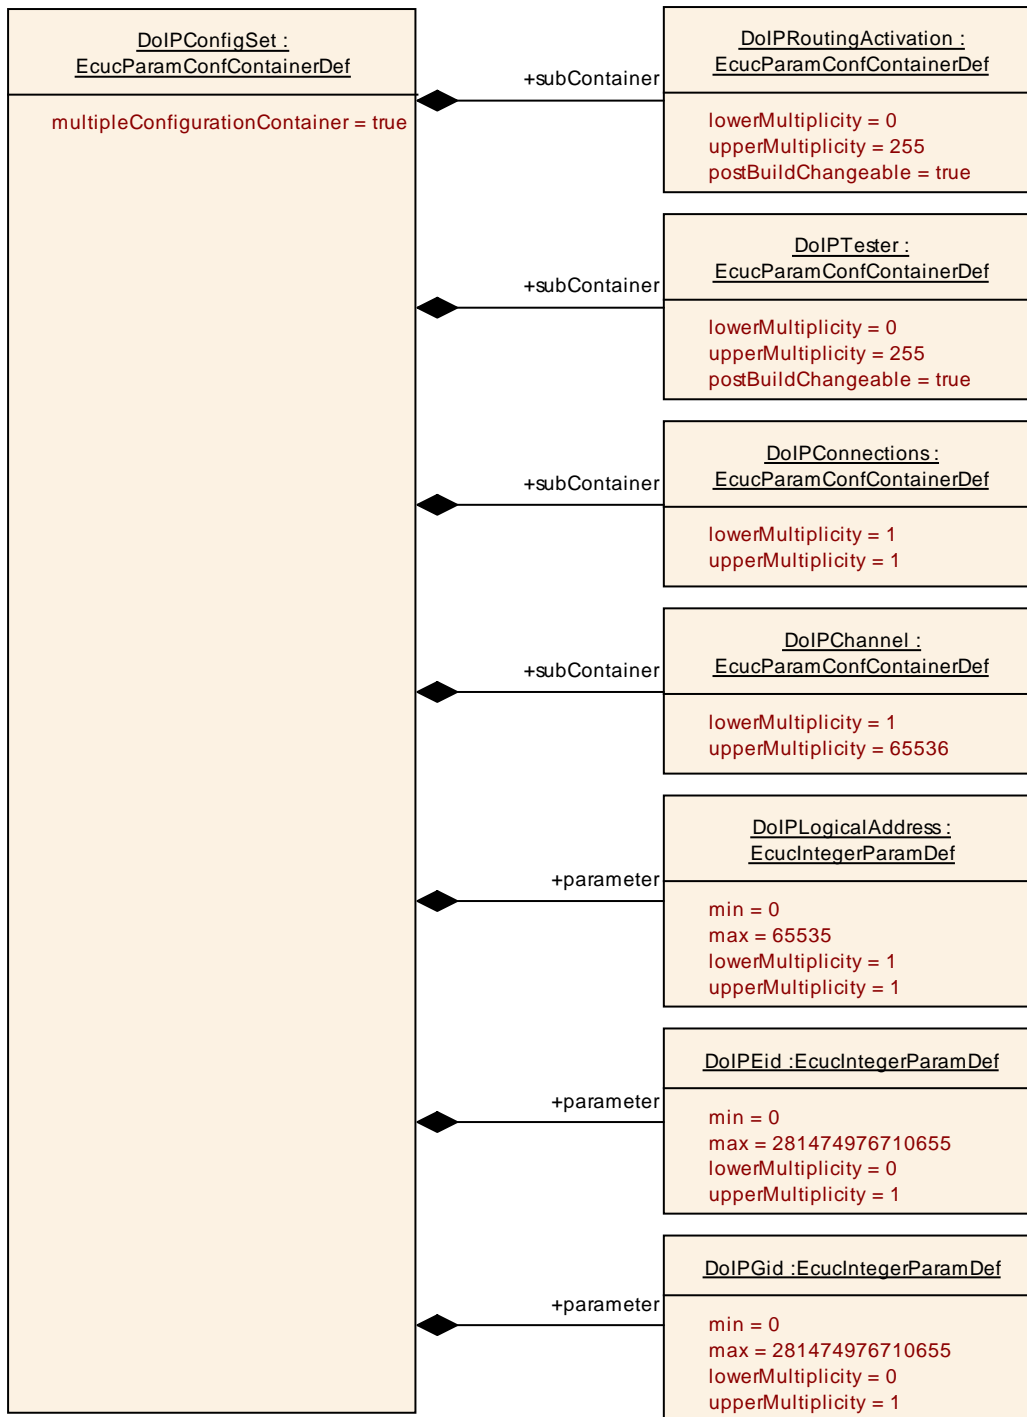 DoIPConfigSet :
EcucParamConfContainerDef
multipleConfigurationContainer = true
+subContainer
DoIPRoutingActivation :
EcucParamConfContainerDef
lowerMultiplicity = 0
upperMultiplicity = 255
postBuildChangeable = true
+subContainer
DoIPTester :
EcucParamConfContainerDef
lowerMultiplicity = 0
upperMultiplicity = 255
postBuildChangeable = true
+subContainer
DoIPConnections :
EcucParamConfContainerDef
lowerMultiplicity = 1
upperMultiplicity = 1
+subContainer
DoIPChannel :
EcucParamConfContainerDef
lowerMultiplicity = 1
upperMultiplicity = 65536
+parameter
DoIPLogicalAddress :
EcucIntegerParamDef
min = 0
max = 65535
lowerMultiplicity = 1
upperMultiplicity = 1
+parameter
DoIPEid :EcucIntegerParamDef
min = 0
max = 281474976710655
lowerMultiplicity = 0
upperMultiplicity = 1
+parameter
DoIPGid :EcucIntegerParamDef
min = 0
max = 281474976710655
lowerMultiplicity = 0
upperMultiplicity = 1